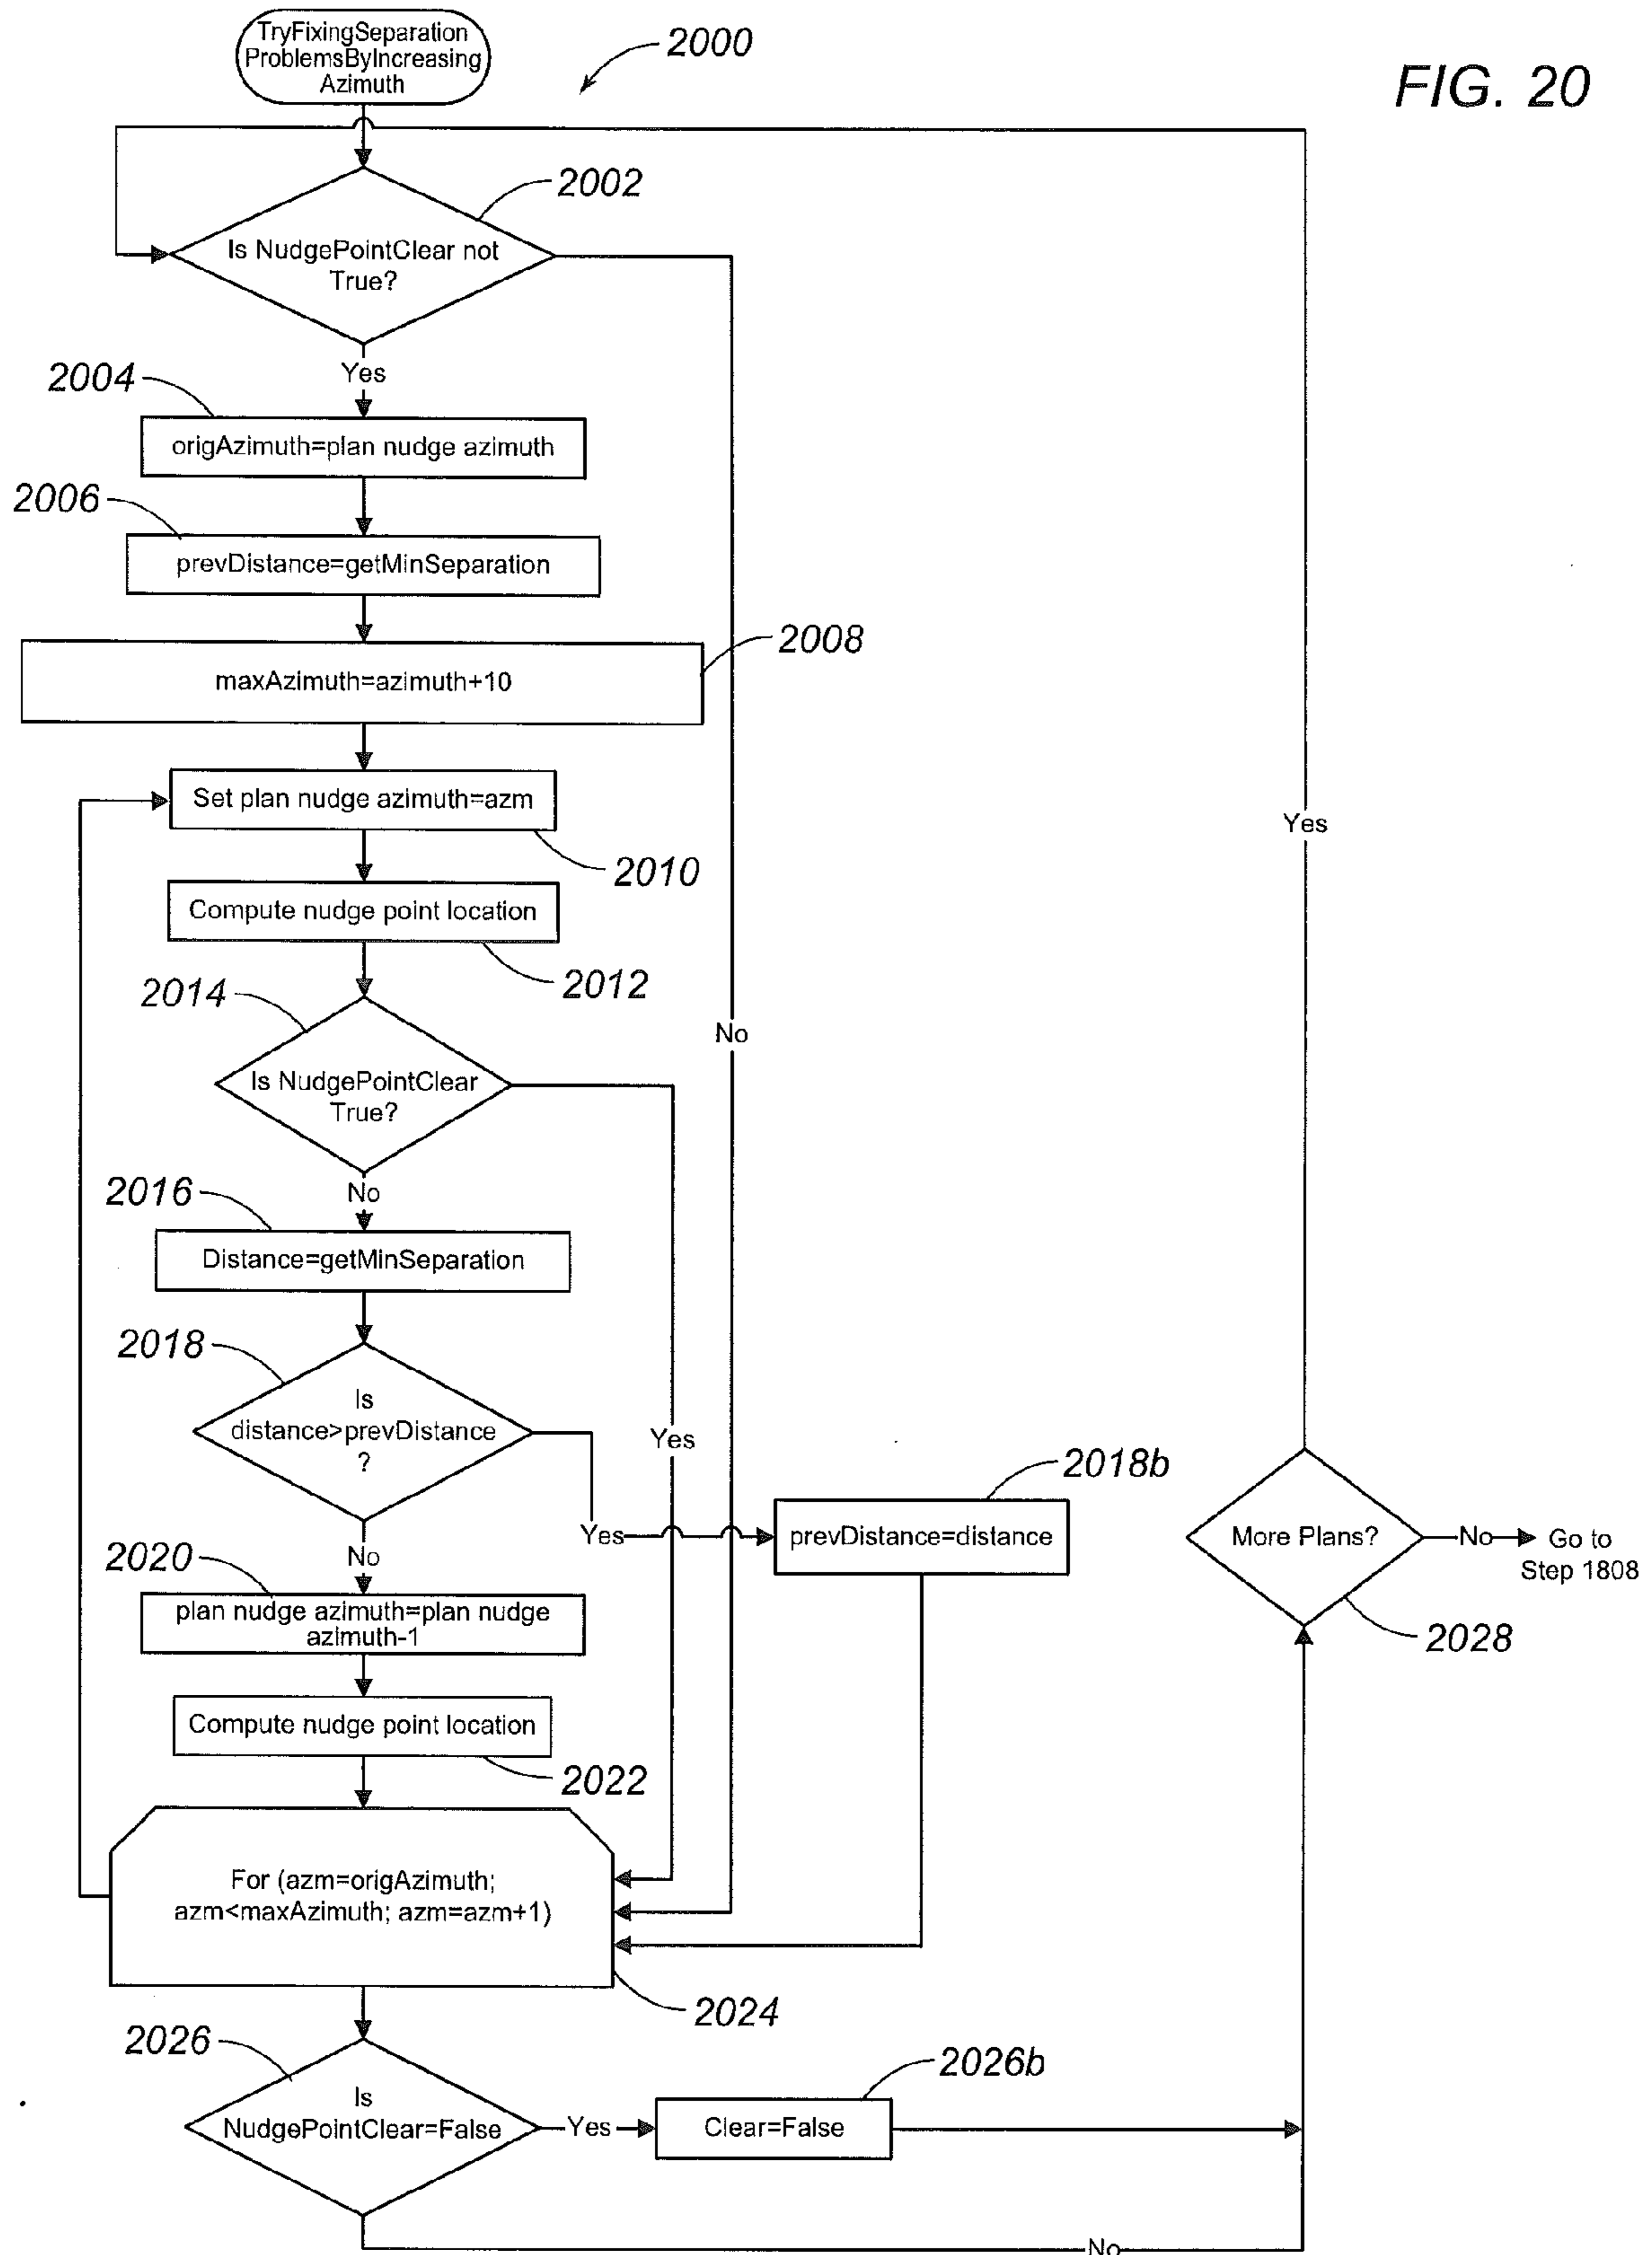 TryFixingSeparation
ProblemsByIncreasing
Azimuth
2000
FIG. 20
2002
Is NudgePointClear not
True?
Yes
2004
origAzimuth=plan nudge azimuth
2006
prevDistance=getMinSeparation
2008
maxAzimuth=azimuth+10
Set plan nudge azimuth=azm
2010
Yes
Compute nudge point location
2012
2014
No
Is NudgePointClear
True?
No
2016
Distance=getMinSeparation
2018
Is
distance>prevDistance
?
Yes
2018b
Yes
prevDistance=distance
More Plans?
No
Go to
Step 1808
No
2020
plan nudge azimuth=plan nudge
azimuth-1
2028
Compute nudge point location
2022
For (azm=origAzimuth;
azm<maxAzimuth; azm=azm+1)
2024
2026
2026b
Is
NudgePointClear=False
Yes
Clear=False
No